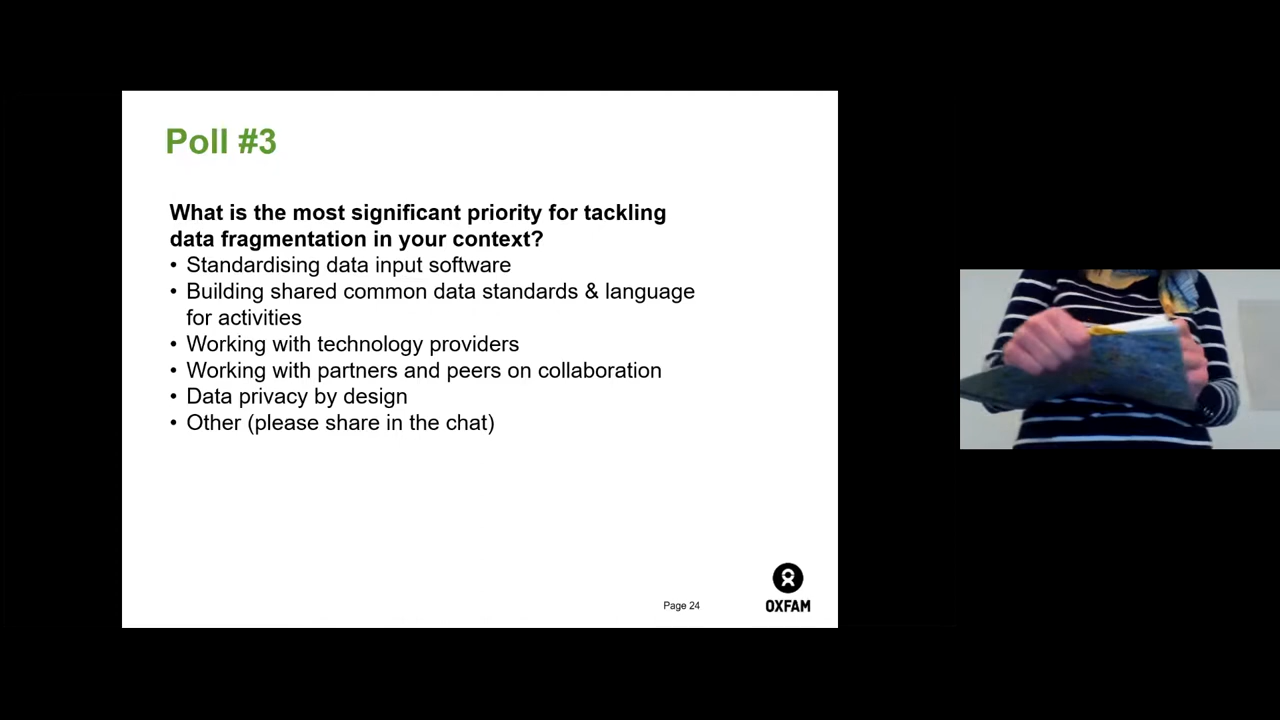 Poll #3
What is the most significant priority for tackling
data fragmentation in your context?
• Standardising data input software
• Building shared common data standards & language
for activities
• Working with technology providers
• Working with partners and peers on collaboration
• Data privacy by design
• Other (please share in the chat)
Page 24
OXFAM